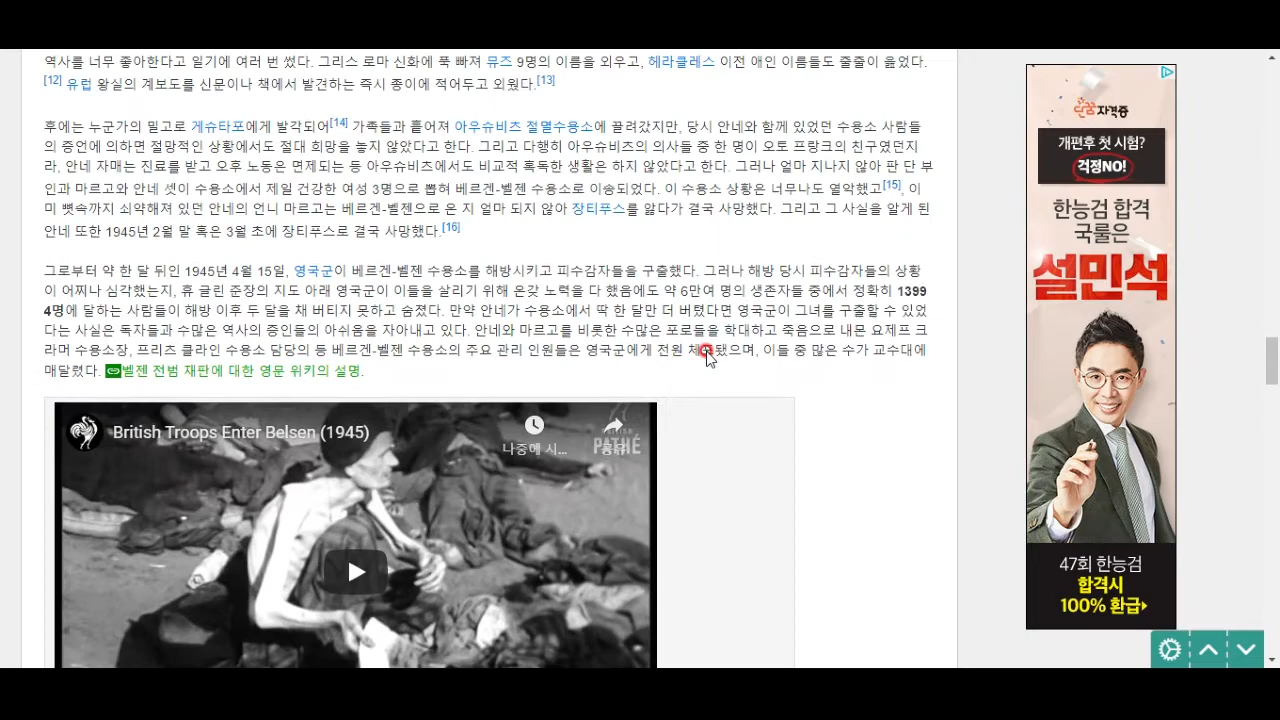 역사를 너무 좋아한다고 일기에 여러 번 썼다. 그리스 로마 신화에 푹 빠져 뮤즈 9명의 이름을 외우고, 헤라클레스 이전 애인 이름들도 줄줄이 읊었다.
[12] 유럽 왕실의 계보도를 신문이나 책에서 발견하는 즉시 종이에 적어두고 외웠다.[13]
후에는 누군가의 밀고로 게슈타포에게 발각되어[14] 가족들과 흩어져 아우슈비츠 절멸수용소에 끌려갔지만, 당시 안네와 함께 있었던 수용소 사람들
의 증언에 의하면 절망적인 상황에서도 절대 희망을 놓지 않았다고 한다. 그리고 다행히 아우슈비츠의 의사들 중 한 명이 오토 프랑크의 친구였던지
라, 안네 자매는 진료를 받고 오후 노동은 면제되는 등 아우슈비츠에서도 비교적 혹독한 생활은 하지 않았다고 한다. 그러나 얼마 지나지 않아 판 단 부
인과 마르고와 안네 셋이 수용소에서 제일 건강한 여성 3명으로 뽑혀 베르겐-벨젠 수용소로 이송되었다. 이 수용소 상황은 너무나도 열악했고[15], 이
미 뼛속까지 쇠약해져 있던 안네의 언니 마르고는 베르겐-벨젠으로 온 지 얼마 되지 않아 장티푸스를 앓다가 결국 사망했다. 그리고 그 사실을 알게 된
안네 또한 1945년 2월 말 혹은 3월 초에 장티푸스로 결국 사망했다.[16]
그로부터 약 한 달 뒤인 1945년 4월 15일, 영국군이 베르겐-벨젠 수용소를 해방시키고 피수감자들을 구출했다. 그러나 해방 당시 피수감자들의 상황
이 어찌나 심각했는지, 휴 글린 준장의 지도 아래 영국군이 이들을 살리기 위해 온갖 노력을 다 했음에도 약 6만여 명의 생존자들 중에서 정확히 1399
4명에 달하는 사람들이 해방 이후 두 달을 채 버티지 못하고 숨졌다. 만약 안네가 수용소에서 딱 한 달만 더 버텼다면 영국군이 그녀를 구출할 수 있었
다는 사실은 독자들과 수많은 역사의 증인들의 아쉬움을 자아내고 있다. 안네와 마르고를 비롯한 수많은 포로들을 학대하고 죽음으로 내몬 요제프 크
라머 수용소장, 프리츠 클라인 수용소 담당의 등 베르겐-벨젠 수용소의 주요 관리 인원들은 영국군에게 전원 체포됐으며, 이들 중 많은 수가 교수대에
매달렸다. 벨젠 전범 재판에 대한 영문 위키의 설명.
British Troops Enter Belsen (1945)
나중에 시...
공유
PATHÉ
단꿈자격증
개편후 첫 시험?
걱정NO!
한능검 합격
국룰은
설민석
47회 한능검
합격시
100% 환급